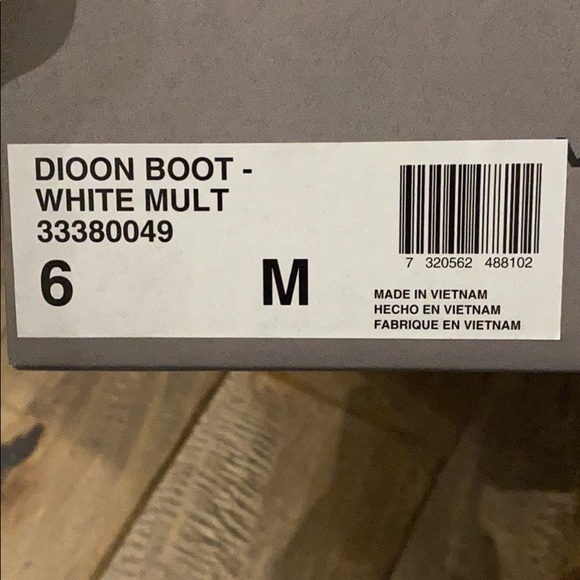 DIOON BOOT -
WHITE MULT
33380049
6 M
7 320562 488102
MADE IN VIETNAM
HECHO EN VIETNAM
FABRIQUE EN VIETNAM